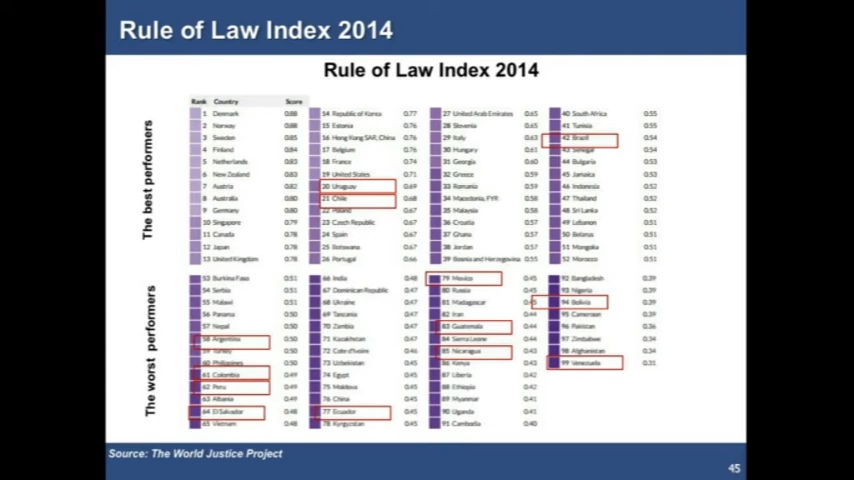 Rule of Law Index 2014
Rule of Law Index 2014
The best performers
The worst performers
Rank Country Score
1 Denmark 0.88
2 Norway 0.88
3 Sweden 0.85
4 Finland 0.84
5 Netherlands 0.83
6 New Zealand 0.83
7 Austria 0.82
8 Australia 0.80
9 Germany 0.80
10 Singapore 0.79
11 Canada 0.78
12 Japan 0.78
13 United Kingdom 0.78
14 Republic of Korea 0.77
15 Estonia 0.76
16 Hong Kong SAR, China 0.76
17 Belgium 0.76
18 France 0.74
19 United States 0.71
20 Uruguay 0.69
21 Chile 0.68
22 Poland 0.67
23 Czech Republic 0.67
24 Spain 0.67
25 Botswana 0.67
26 Portugal 0.66
27 United Arab Emirates 0.65
28 Slovenia 0.65
29 Italy 0.63
30 Hungary 0.61
31 Georgia 0.60
32 Greece 0.59
33 Romania 0.59
34 Macedonia, FYR 0.58
35 Malaysia 0.58
36 Croatia 0.57
37 Ghana 0.57
38 Jordan 0.57
39 Bosnia and Herzegovina 0.55
40 South Africa 0.55
41 Tunisia 0.55
42 Brazil 0.54
43 Senegal 0.54
44 Bulgaria 0.53
45 Jamaica 0.53
46 Indonesia 0.52
47 Thailand 0.52
48 Sri Lanka 0.52
49 Lebanon 0.51
50 Belarus 0.51
51 Mongolia 0.51
52 Morocco 0.51
53 Burkina Faso 0.51
54 Serbia 0.51
55 Malawi 0.51
56 Panama 0.50
57 Nepal 0.50
58 Argentina 0.50
59 Turkey 0.50
60 Philippines 0.50
61 Colombia 0.49
62 Peru 0.49
63 Albania 0.49
64 El Salvador 0.48
65 Vietnam 0.48
66 India 0.48
67 Dominican Republic 0.47
68 Ukraine 0.47
69 Tanzania 0.47
70 Zambia 0.47
71 Kazakhstan 0.47
72 Cote d'Ivoire 0.46
73 Uzbekistan 0.46
74 Egypt 0.45
75 Moldova 0.45
76 China 0.45
77 Ecuador 0.45
78 Kyrgyzstan 0.45
79 Mexico 0.45
80 Russia 0.45
81 Madagascar 0.45
82 Iran 0.44
83 Guatemala 0.44
84 Sierra Leone 0.44
85 Nicaragua 0.43
86 Kenya 0.43
87 Liberia 0.42
88 Ethiopia 0.42
89 Myanmar 0.41
90 Uganda 0.41
91 Cambodia 0.40
92 Bangladesh 0.39
93 Nigeria 0.39
94 Bolivia 0.39
95 Cameroon 0.39
96 Pakistan 0.36
97 Zimbabwe 0.34
98 Afghanistan 0.34
99 Venezuela 0.31
Source: The World Justice Project
45